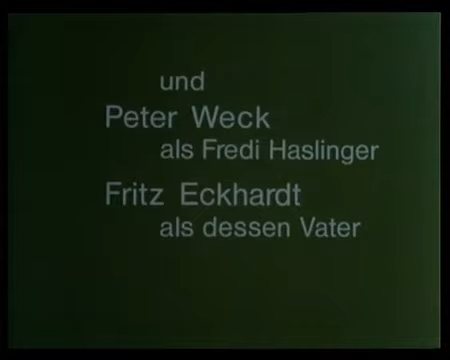 und
Peter Weck
als Fredi Haslinger
Fritz Eckhardt
als dessen Vater